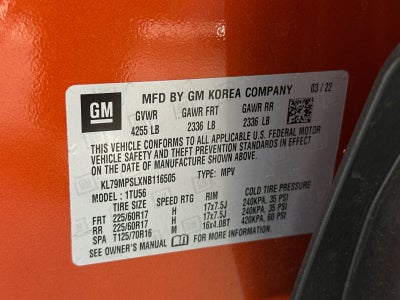 GM
MFD BY GM KOREA COMPANY 03/22
GVWR GAWR FRT GAWR RR
4255 LB 2336 LB 2336 LB
THIS VEHICLE CONFORMS TO ALL APPLICABLE U.S. FEDERAL MOTOR
VEHICLE SAFETY, BUMPER, AND THEFT PREVENTION STANDARDS IN EFFECT
ON THE DATE OF MANUFACTURE SHOWN ABOVE.
KL79MPSLXNB116505 TYPE: MPV
MODEL: 1TU56
TIRE SIZE SPEED RTG RIM COLD TIRE PRESSURE
FRT 225/60R17 H 17x7.5J 240KPA, 35 PSI
RR 225/60R17 H 17x7.5J 240KPA, 35 PSI
SPA T125/70R16 M 16x4.0BT 420KPA, 60 PSI
SEE OWNER'S MANUAL FOR MORE INFORMATION.